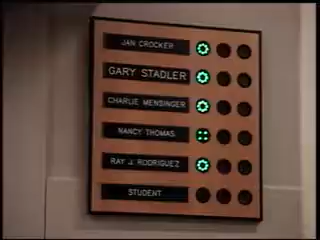 JAN CROCKER
GARY STADLER
CHARLIE MENSINGER
NANCY THOMAS
RAY J. RODRIGUEZ
STUDENT